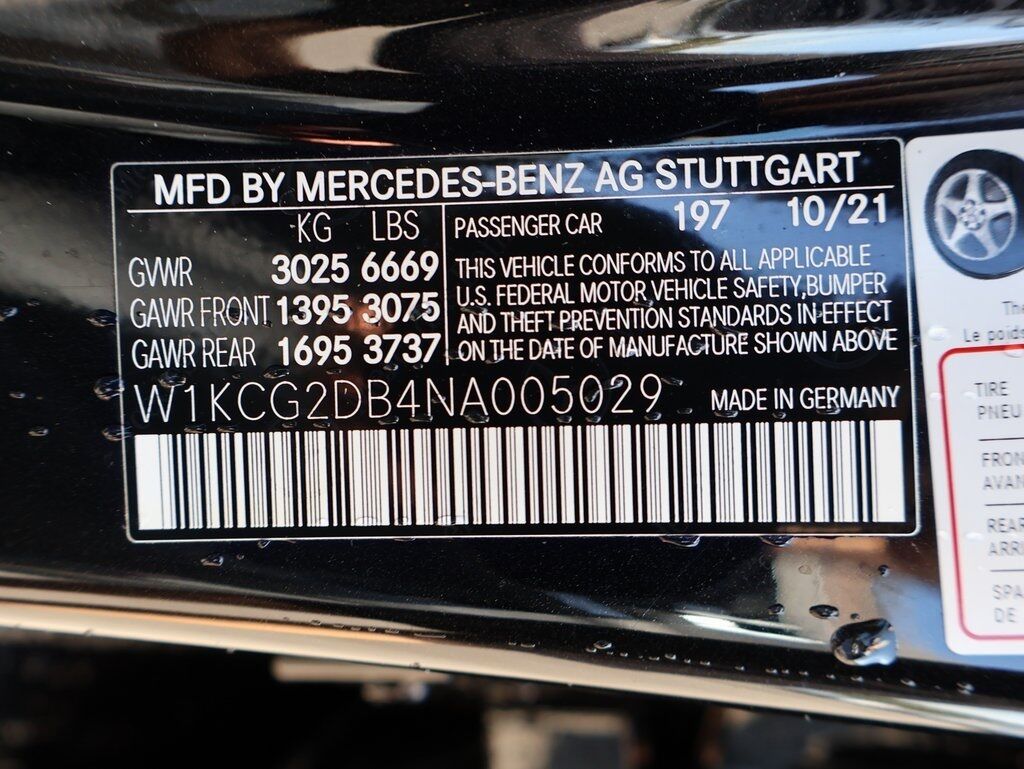 MFD BY MERCEDES-BENZ AG STUTTGART
KG LBS
GVWR 3025 6669
GAWR FRONT 1395 3075
GAWR REAR 1695 3737
PASSENGER CAR 197 10/21
THIS VEHICLE CONFORMS TO ALL APPLICABLE
U.S. FEDERAL MOTOR VEHICLE SAFETY,BUMPER
AND THEFT PREVENTION STANDARDS IN EFFECT
ON THE DATE OF MANUFACTURE SHOWN ABOVE
W1KCG2DB4NA005029 MADE IN GERMANY
Le
TIRE